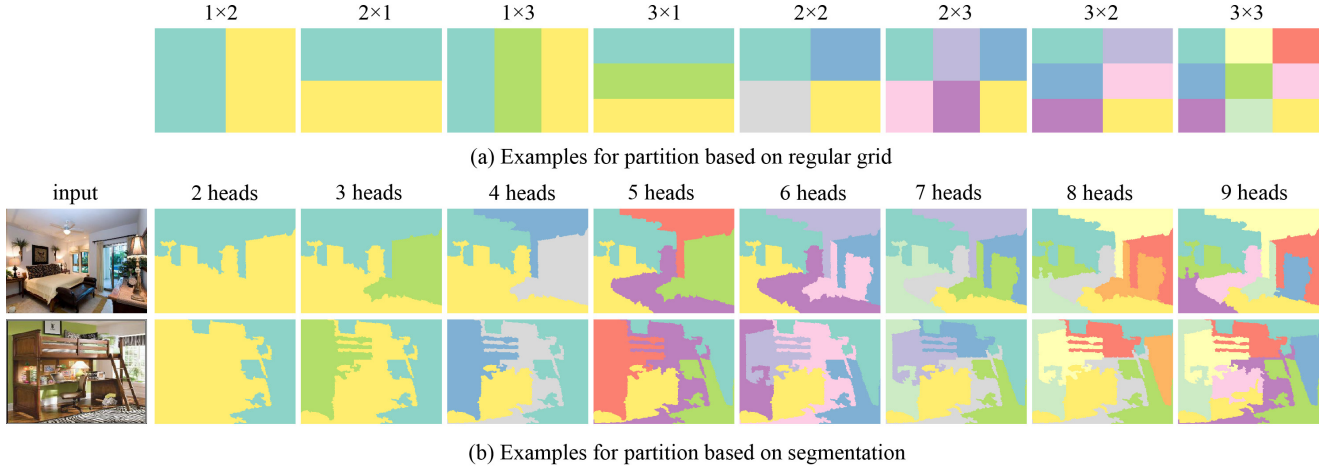 1×2 2×1 1×3 3×1 2×2 2×3 3×2 3×3
(a) Examples for partition based on regular grid
input 2 heads 3 heads 4 heads 5 heads 6 heads 7 heads 8 heads 9 heads
(b) Examples for partition based on segmentation